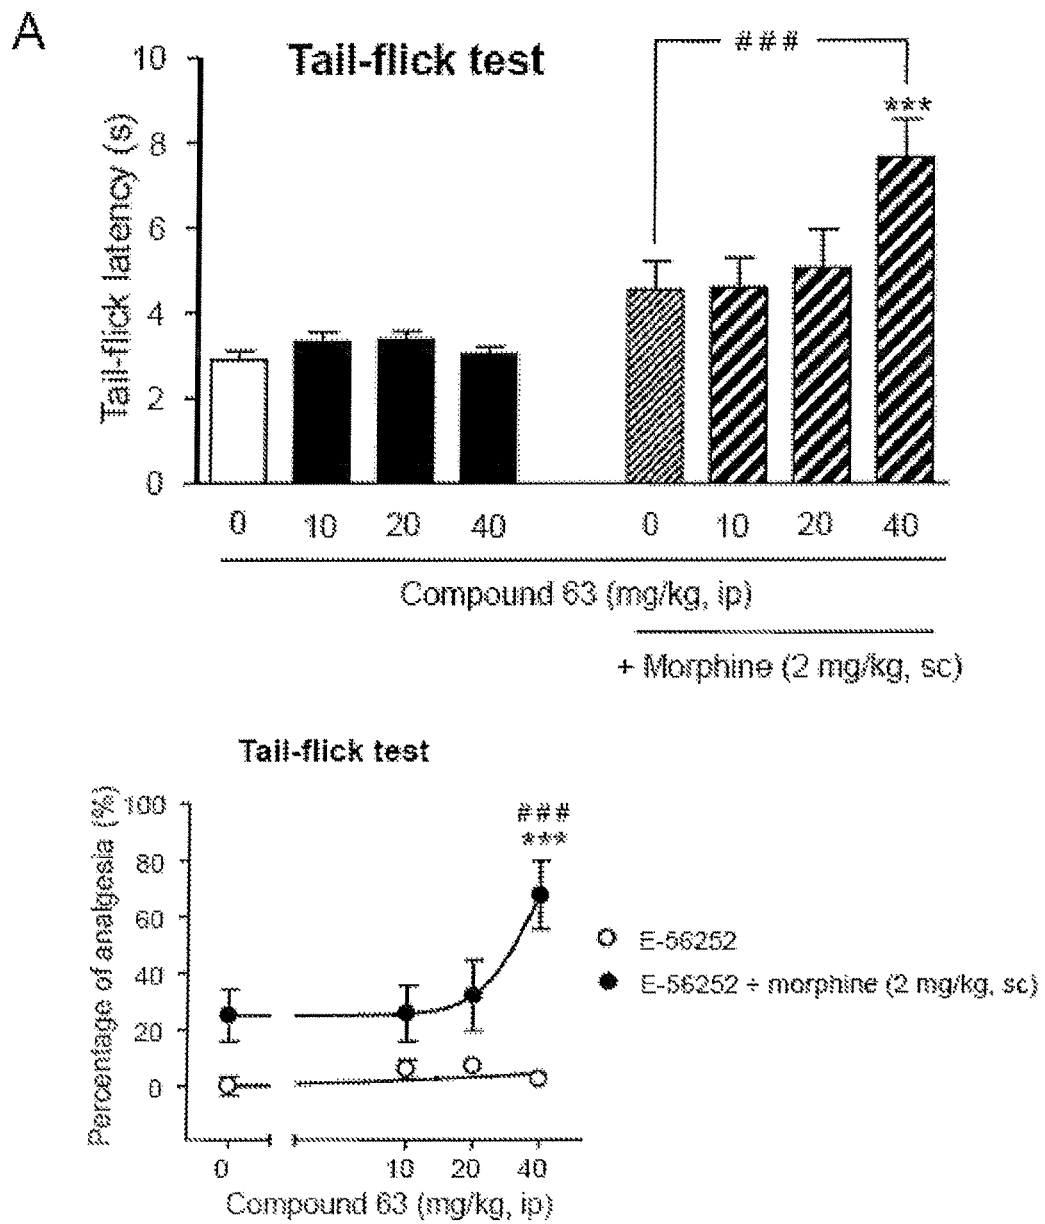 A
Tail-flick test
###
***
Tail-flick latency (s)
10
8
6
4
2
0
0 10 20 40 0 10 20 40
Compound 63 (mg/kg, ip)
+ Morphine (2 mg/kg, sc)
Tail-flick test
Percentage of analgesia (%)
100
80
60
40
20
0
###
***
E-56252
E-56252 + morphine (2 mg/kg, sc)
0 10 20 40
Compound 63 (mg/kg, ip)